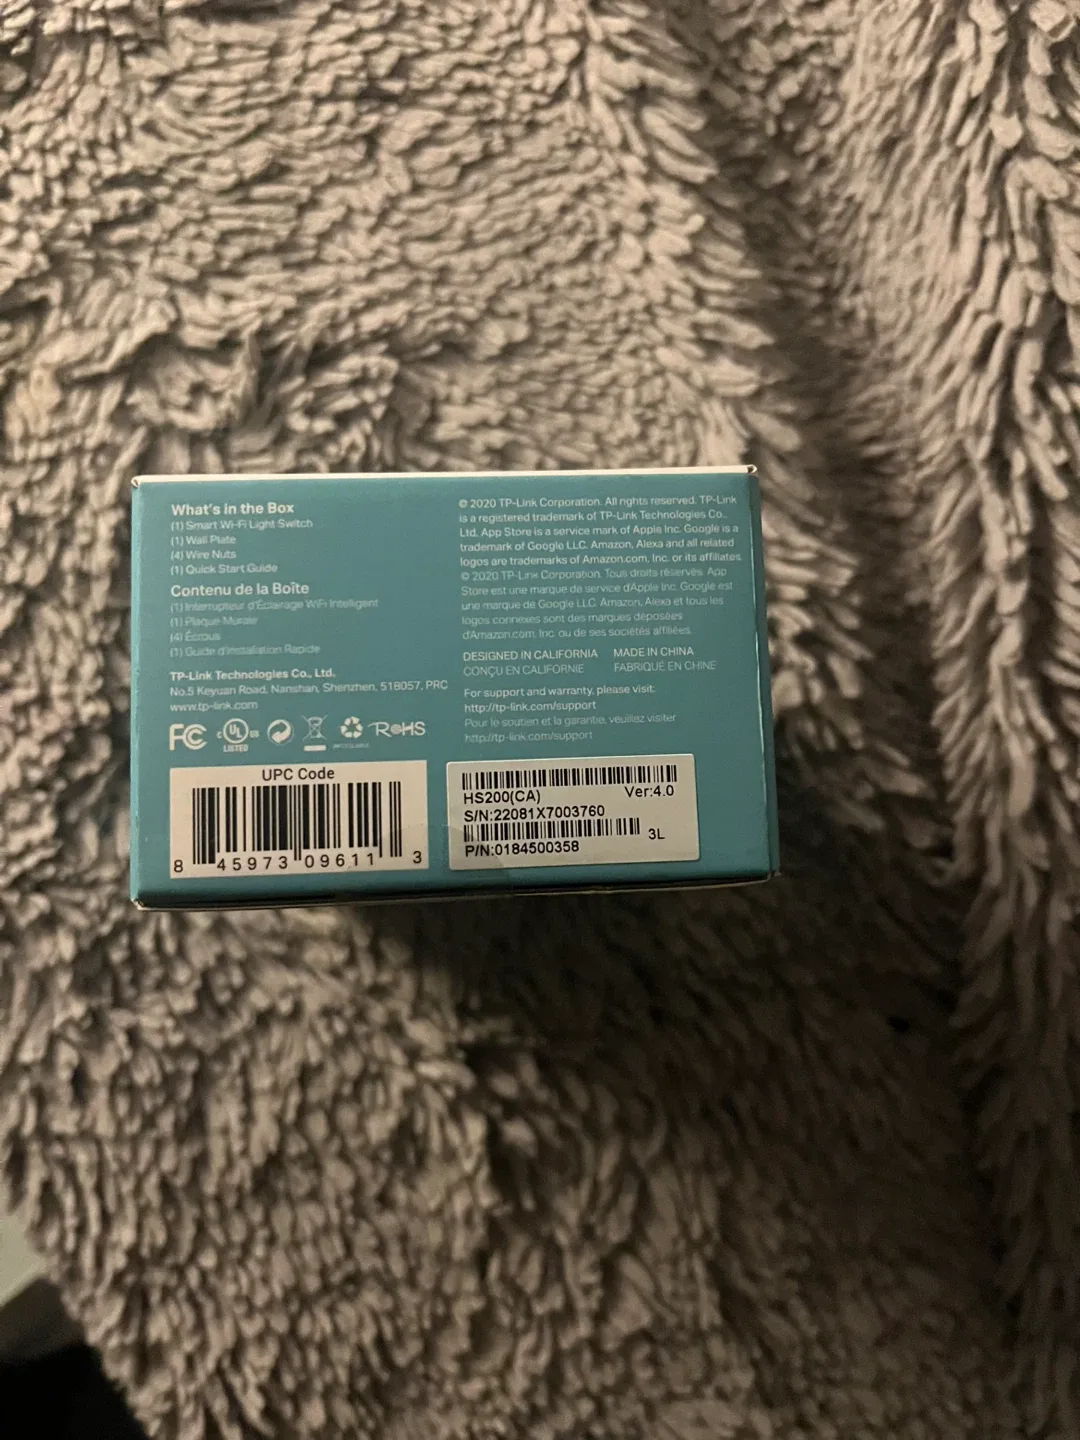 What's in the Box
(1) Smart Wi-Fi Light Switch
(1) Wall Plate
(4) Wire Nuts
(1) Quick Start Guide
Contenu de la Boîte
(1) Interrupteur d'Éclairage WiFi Intelligent
(1) Plaque Murale
(4) Écrous
(1) Guide d'installation Rapide
TP-Link Technologies Co., Ltd.
No.5 Keyuan Road, Nanshan, Shenzhen, 518057, PRC
www.tp-link.com
FC c UL us LISTED RoHS
UPC Code
8 45973 09611 3
© 2020 TP-Link Corporation. All rights reserved. TP-Link
is a registered trademark of TP-Link Technologies Co.,
Ltd. App Store is a service mark of Apple Inc. Google is a
trademark of Google LLC. Amazon, Alexa and all related
logos are trademarks of Amazon.com, Inc. or its affiliates.
© 2020 TP-Link Corporation. Tous droits réservés. App
Store est une marque de service d'Apple Inc. Google est
une marque de Google LLC. Amazon, Alexa et tous les
logos connexes sont des marques déposées
d'Amazon.com, Inc. ou de ses sociétés affiliées.
DESIGNED IN CALIFORNIA MADE IN CHINA
CONÇU EN CALIFORNIE FABRIQUÉ EN CHINE
For support and warranty, please visit:
http://tp-link.com/support
Pour le soutien et la garantie, veuillez visiter
http://tp-link.com/support
HS200(CA) Ver:4.0
S/N:22081X7003760
3L
P/N:0184500358